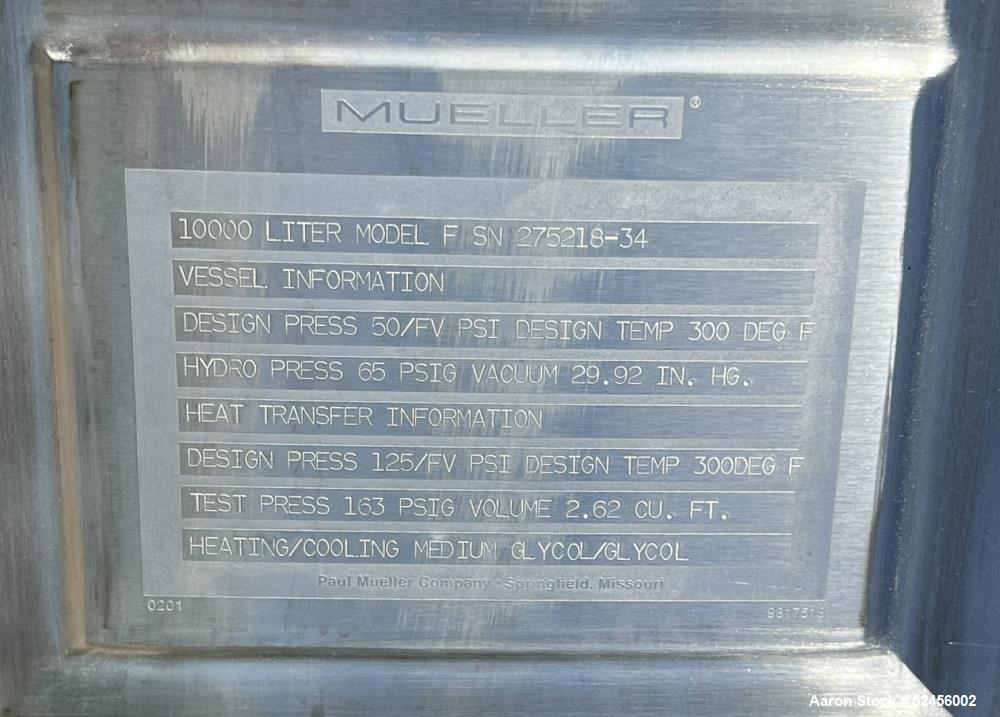 MUELLER®
10000 LITER MODEL F SN 275218-34
VESSEL INFORMATION
DESIGN PRESS 50/FV PSI DESIGN TEMP 300 DEG F
HYDRO PRESS 65 PSIG VACUUM 29.92 IN. HG.
HEAT TRANSFER INFORMATION
DESIGN PRESS 125/FV PSI DESIGN TEMP 300DEG F
TEST PRESS 163 PSIG VOLUME 2.62 CU. FT.
HEATING/COOLING MEDIUM GLYCOL/GLYCOL
Paul Mueller Company • Springfield, Missouri
0201
Aaron Stock #52456002